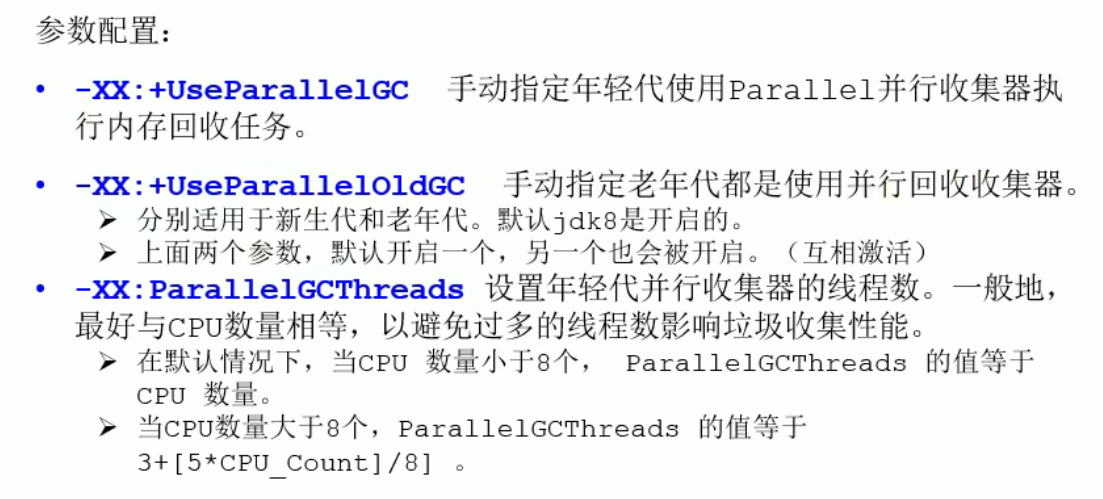 参数配置：
• -XX:+UseParallelGC 手动指定年轻代使用Parallel并行收集器执
行内存回收任务。
• -XX:+UseParallelOldGC 手动指定老年代都是使用并行回收收集器。
➢ 分别适用于新生代和老年代。默认jdk8是开启的。
➢ 上面两个参数，默认开启一个，另一个也会被开启。（互相激活）
• -XX:ParallelGCThreads 设置年轻代并行收集器的线程数。一般地，
最好与CPU数量相等，以避免过多的线程数影响垃圾收集性能。
➢ 在默认情况下，当CPU 数量小于8个， ParallelGCThreads 的值等于
CPU 数量。
➢ 当CPU数量大于8个，ParallelGCThreads 的值等于
3+[5*CPU_Count]/8] 。